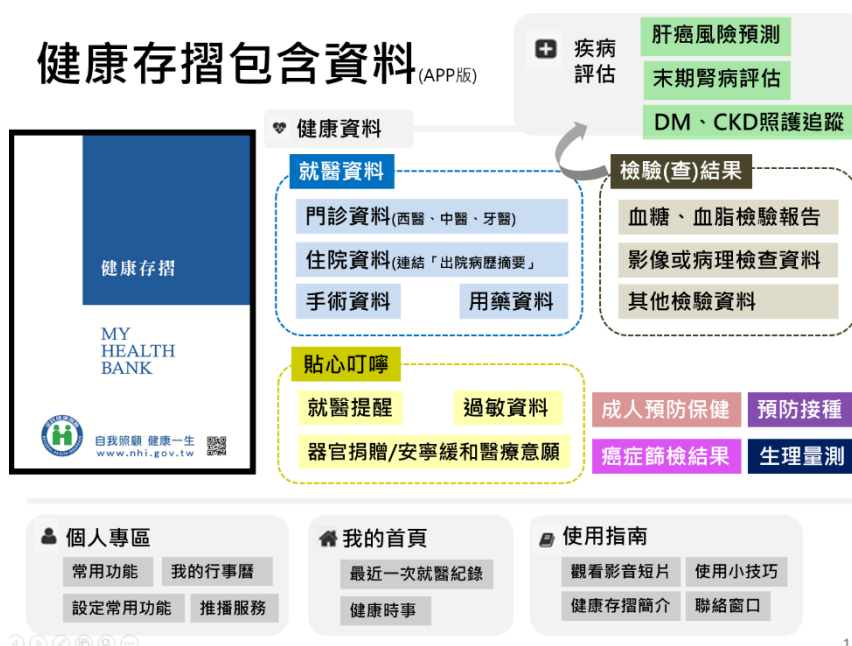 健康存摺包含資料(APP版)
疾病
評估
肝癌風險預測
末期腎病評估
DM、CKD照護追蹤
健康資料
就醫資料
門診資料(西醫、中醫、牙醫)
住院資料(連結「出院病歷摘要」
手術資料
用藥資料
檢驗(查)結果
血糖、血脂檢驗報告
影像或病理檢查資料
其他檢驗資料
健康存摺
MY
HEALTH
BANK
自我照顧 健康一生
www.nhi.gov.tw
貼心叮嚀
就醫提醒
過敏資料
器官捐贈/安寧緩和醫療意願
成人預防保健
預防接種
癌症篩檢結果
生理量測
個人專區
常用功能
我的行事曆
設定常用功能
推播服務
我的首頁
最近一次就醫紀錄
健康時事
使用指南
觀看影音短片
使用小技巧
健康存摺簡介
聯絡窗口
1